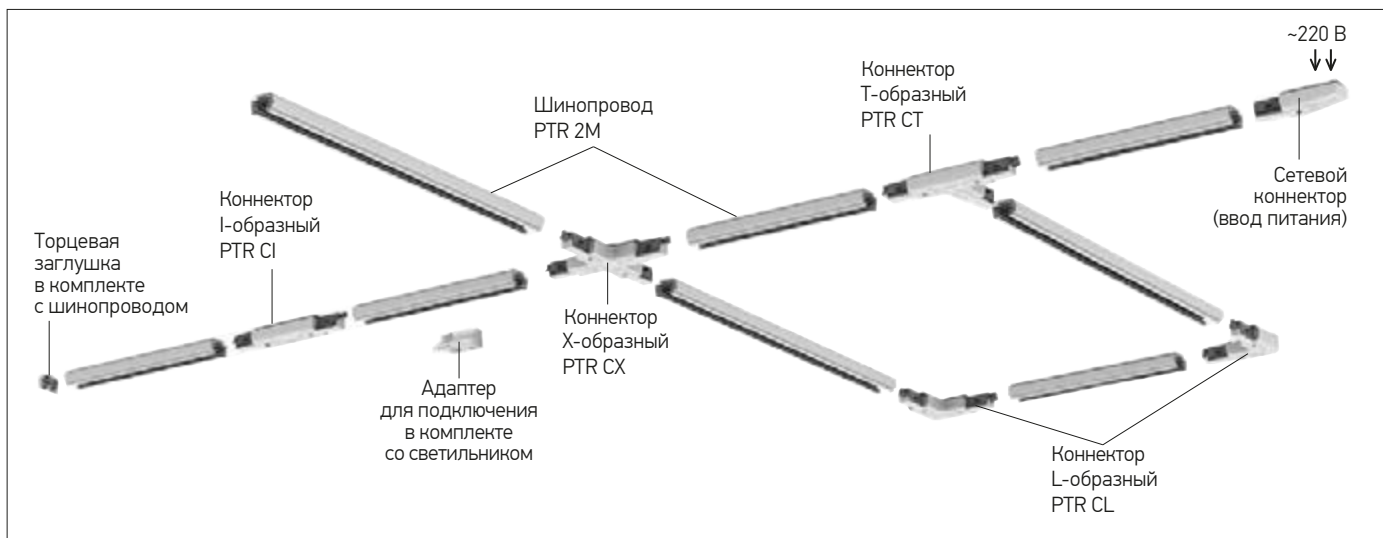 ~220 В
Коннектор
Т-образный
PTR CT
Шинопровод
PTR 2M
Сетевой
коннектор
(ввод питания)
Коннектор
I-образный
PTR CI
Торцевая
заглушка
в комплекте
с шинопроводом
Коннектор
Х-образный
PTR CX
Адаптер
для подключения
в комплекте
со светильником
Коннектор
L-образный
PTR CL